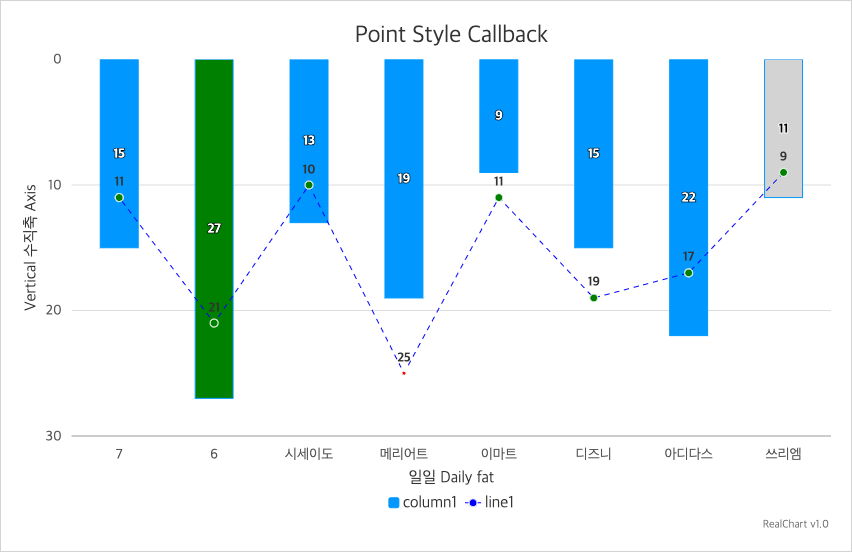 Point Style Callback
0
10
20
30
Vertical 수직축 Axis
15
11
27
21
13
10
19
25
9
11
15
19
22
17
11
9
7
6
시세이도
메리어트
이마트
디즈니
아디다스
쓰리엠
일일 Daily fat
column1
line1
RealChart v1.0